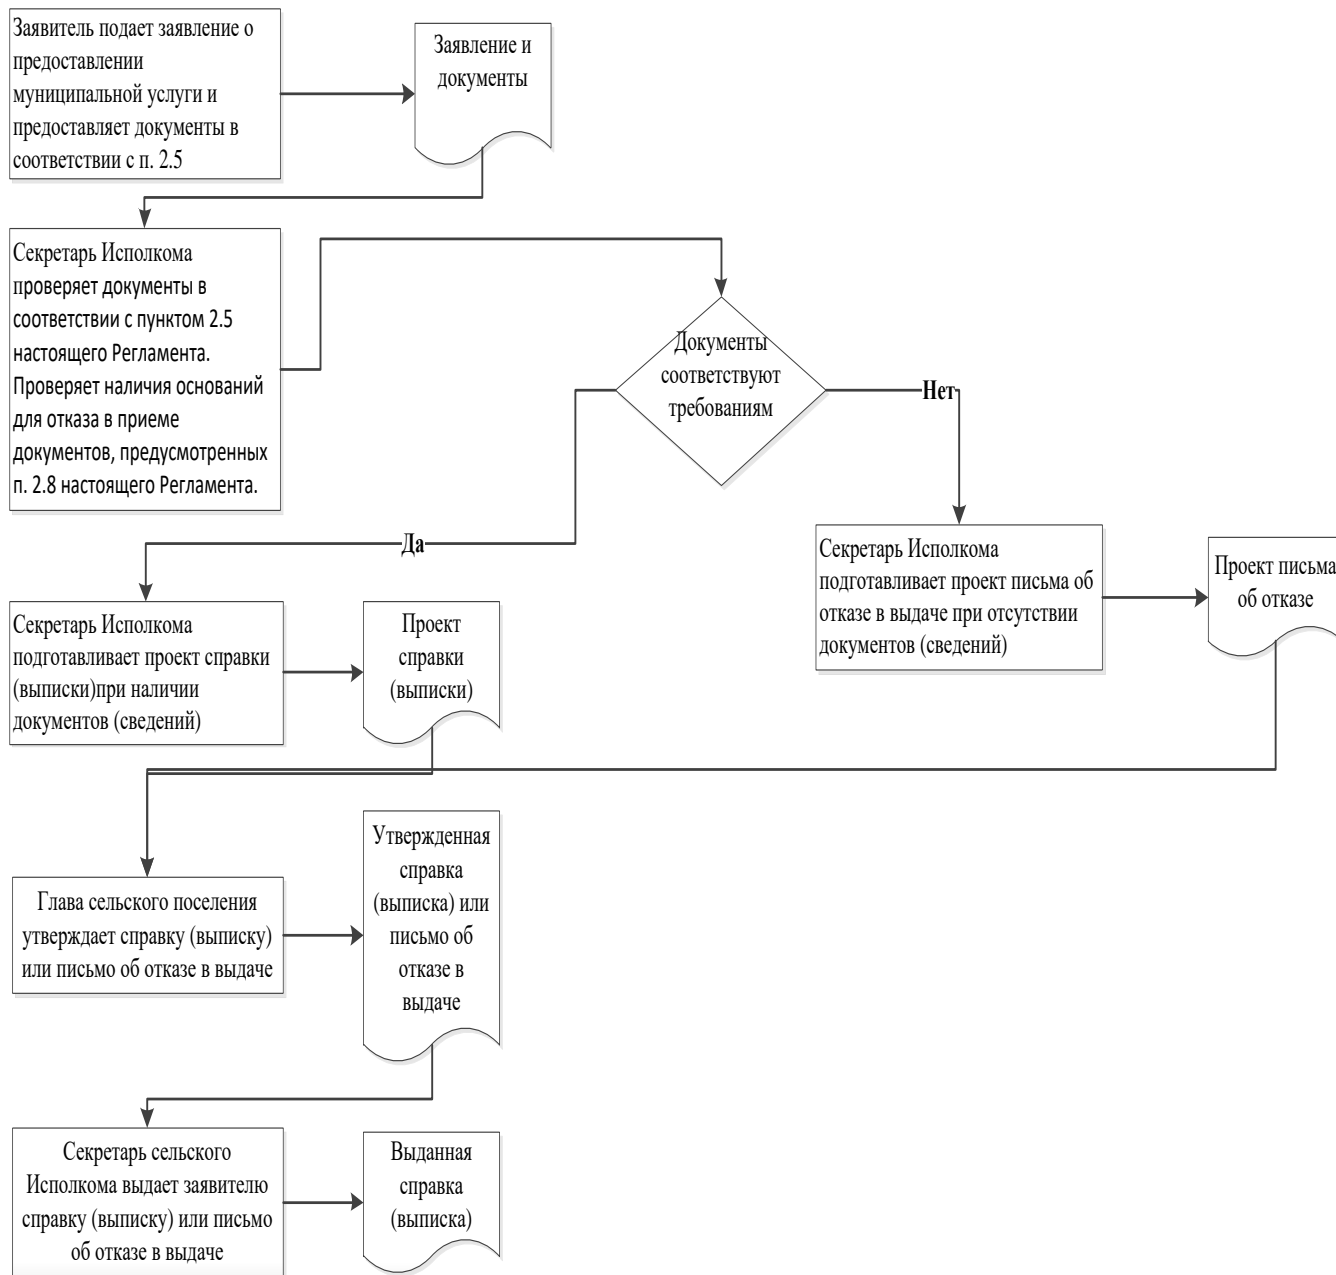 Заявитель подает заявление о
предоставлении
муниципальной услуги и
предоставляет документы в
соответствии с п. 2.5
Заявление и
документы
Секретарь Исполкома
проверяет документы в
соответствии с пунктом 2.5
настоящего Регламента.
Проверяет наличия оснований
для отказа в приеме
документов, предусмотренных
п. 2.8 настоящего Регламента.
Документы
соответствуют
требованиям
Нет
Да
Секретарь Исполкома
подготавливает проект письма об
отказе в выдаче при отсутствии
документов (сведений)
Проект письма
об отказе
Секретарь Исполкома
подготавливает проект справки
(выписки)при наличии
документов (сведений)
Проект
справки
(выписки)
Глава сельского поселения
утверждает справку (выписку)
или письмо об отказе в выдаче
Утвержденная
справка
(выписка) или
письмо об
отказе в
выдаче
Секретарь сельского
Исполкома выдает заявителю
справку (выписку) или письмо
об отказе в выдаче
Выданная
справка
(выписка)